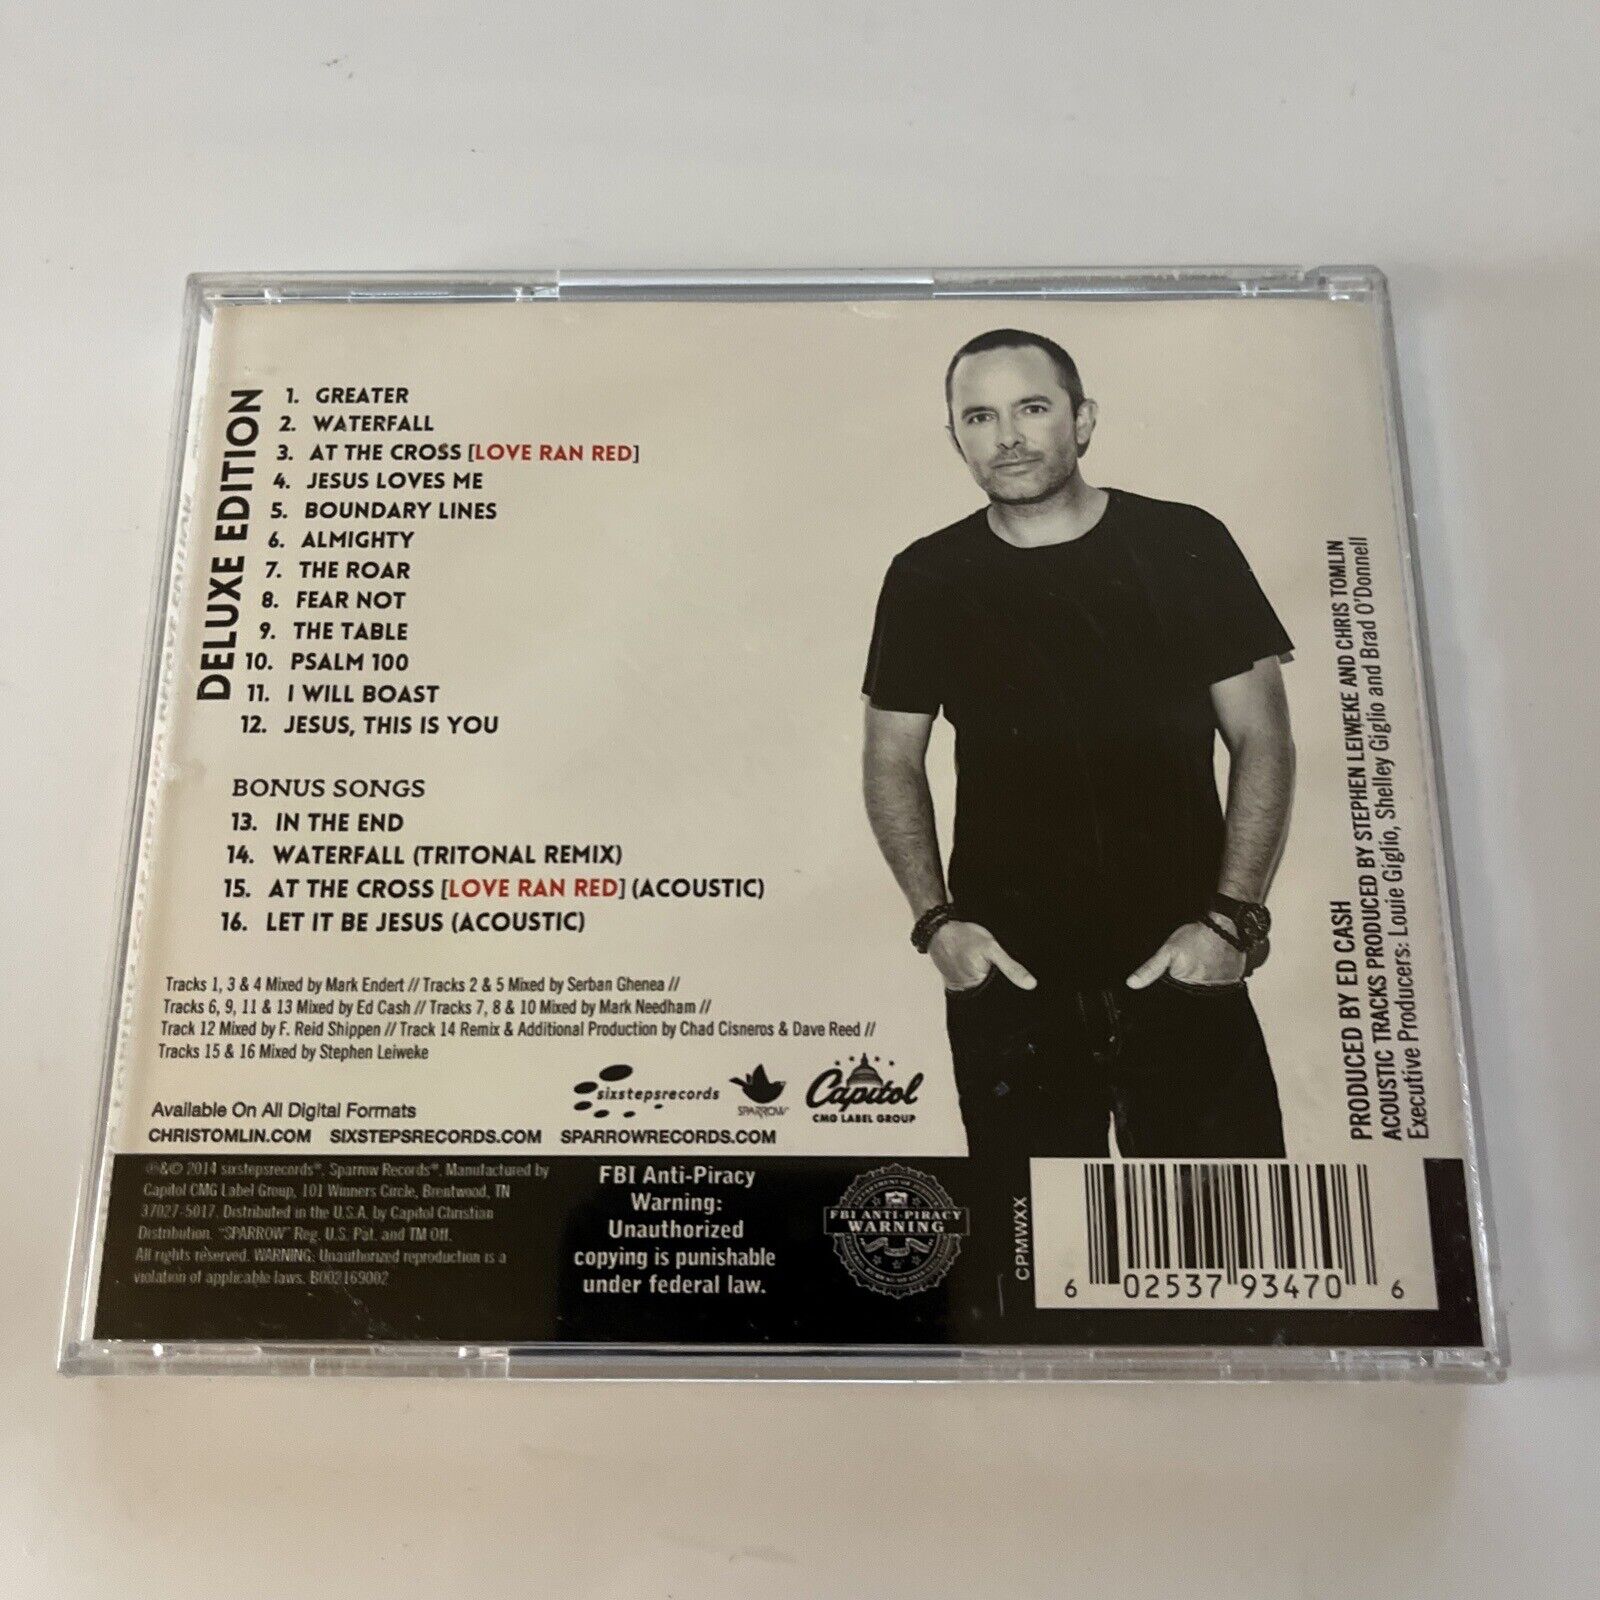 DELUXE EDITION
1. GREATER
2. WATERFALL
3. AT THE CROSS [LOVE RAN RED]
4. JESUS LOVES ME
5. BOUNDARY LINES
6. ALMIGHTY
7. THE ROAR
8. FEAR NOT
9. THE TABLE
10. PSALM 100
11. I WILL BOAST
12. JESUS, THIS IS YOU
BONUS SONGS
13. IN THE END
14. WATERFALL (TRITONAL REMIX)
15. AT THE CROSS [LOVE RAN RED] (ACOUSTIC)
16. LET IT BE JESUS (ACOUSTIC)
Tracks 1, 3 & 4 Mixed by Mark Endert // Tracks 2 & 5 Mixed by Serban Ghenea //
Tracks 6, 9, 11 & 13 Mixed by Ed Cash // Tracks 7, 8 & 10 Mixed by Mark Needham //
Track 12 Mixed by F. Reid Shippen // Track 14 Remix & Additional Production by Chad Cisneros & Dave Reed //
Tracks 15 & 16 Mixed by Stephen Leiweke
sixstepsrecords
SPARROW
Capitol
CMG LABEL GROUP
Available On All Digital Formats
CHRISTOMLIN.COM SIXSTEPSRECORDS.COM SPARROWRECORDS.COM
PRODUCED BY ED CASH
ACOUSTIC TRACKS PRODUCED BY STEPHEN LEIWEKE AND CHRIS TOMLIN
Executive Producers: Louie Giglio, Shelley Giglio and Brad O'Donnell
℗&© 2014 sixstepsrecords®, Sparrow Records®, Manufactured by
Capitol CMG Label Group, 101 Winners Circle, Brentwood, TN
37027-5017. Distributed in the U.S.A. by Capitol Christian
Distribution. "SPARROW" Reg. U.S. Pat. and TM Off.
All rights reserved. WARNING: Unauthorized reproduction is a
violation of applicable laws. B002169002
FBI Anti-Piracy
Warning:
Unauthorized
copying is punishable
under federal law.
FBI ANTI-PIRACY
WARNING
CPMWXX
6 02537 93470 6